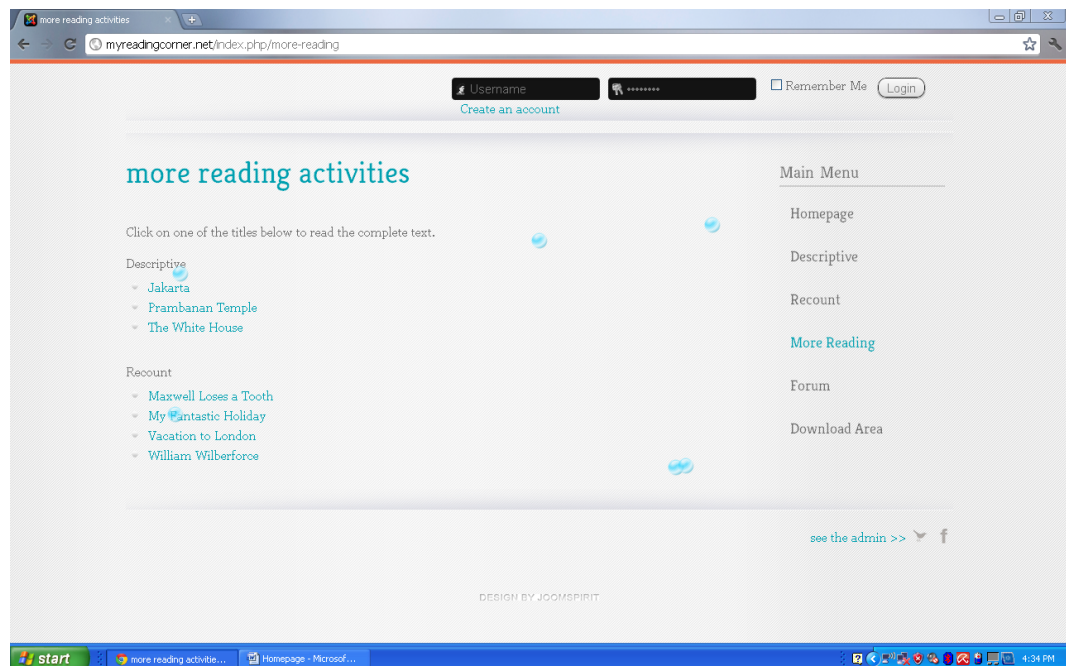 more reading activities
myreadingcorner.net/index.php/more-reading
Username
Remember Me
Login
Create an account
more reading activities
Click on one of the titles below to read the complete text.
Descriptive
Jakarta
Prambanan Temple
The White House
Recount
Maxwell Loses a Tooth
My Fantastic Holiday
Vacation to London
William Wilberforce
Main Menu
Homepage
Descriptive
Recount
More Reading
Forum
Download Area
see the admin >>
DESIGN BY JOOMSPIRIT
start
more reading activitie...
Homepage - Microsof...
4:34 PM